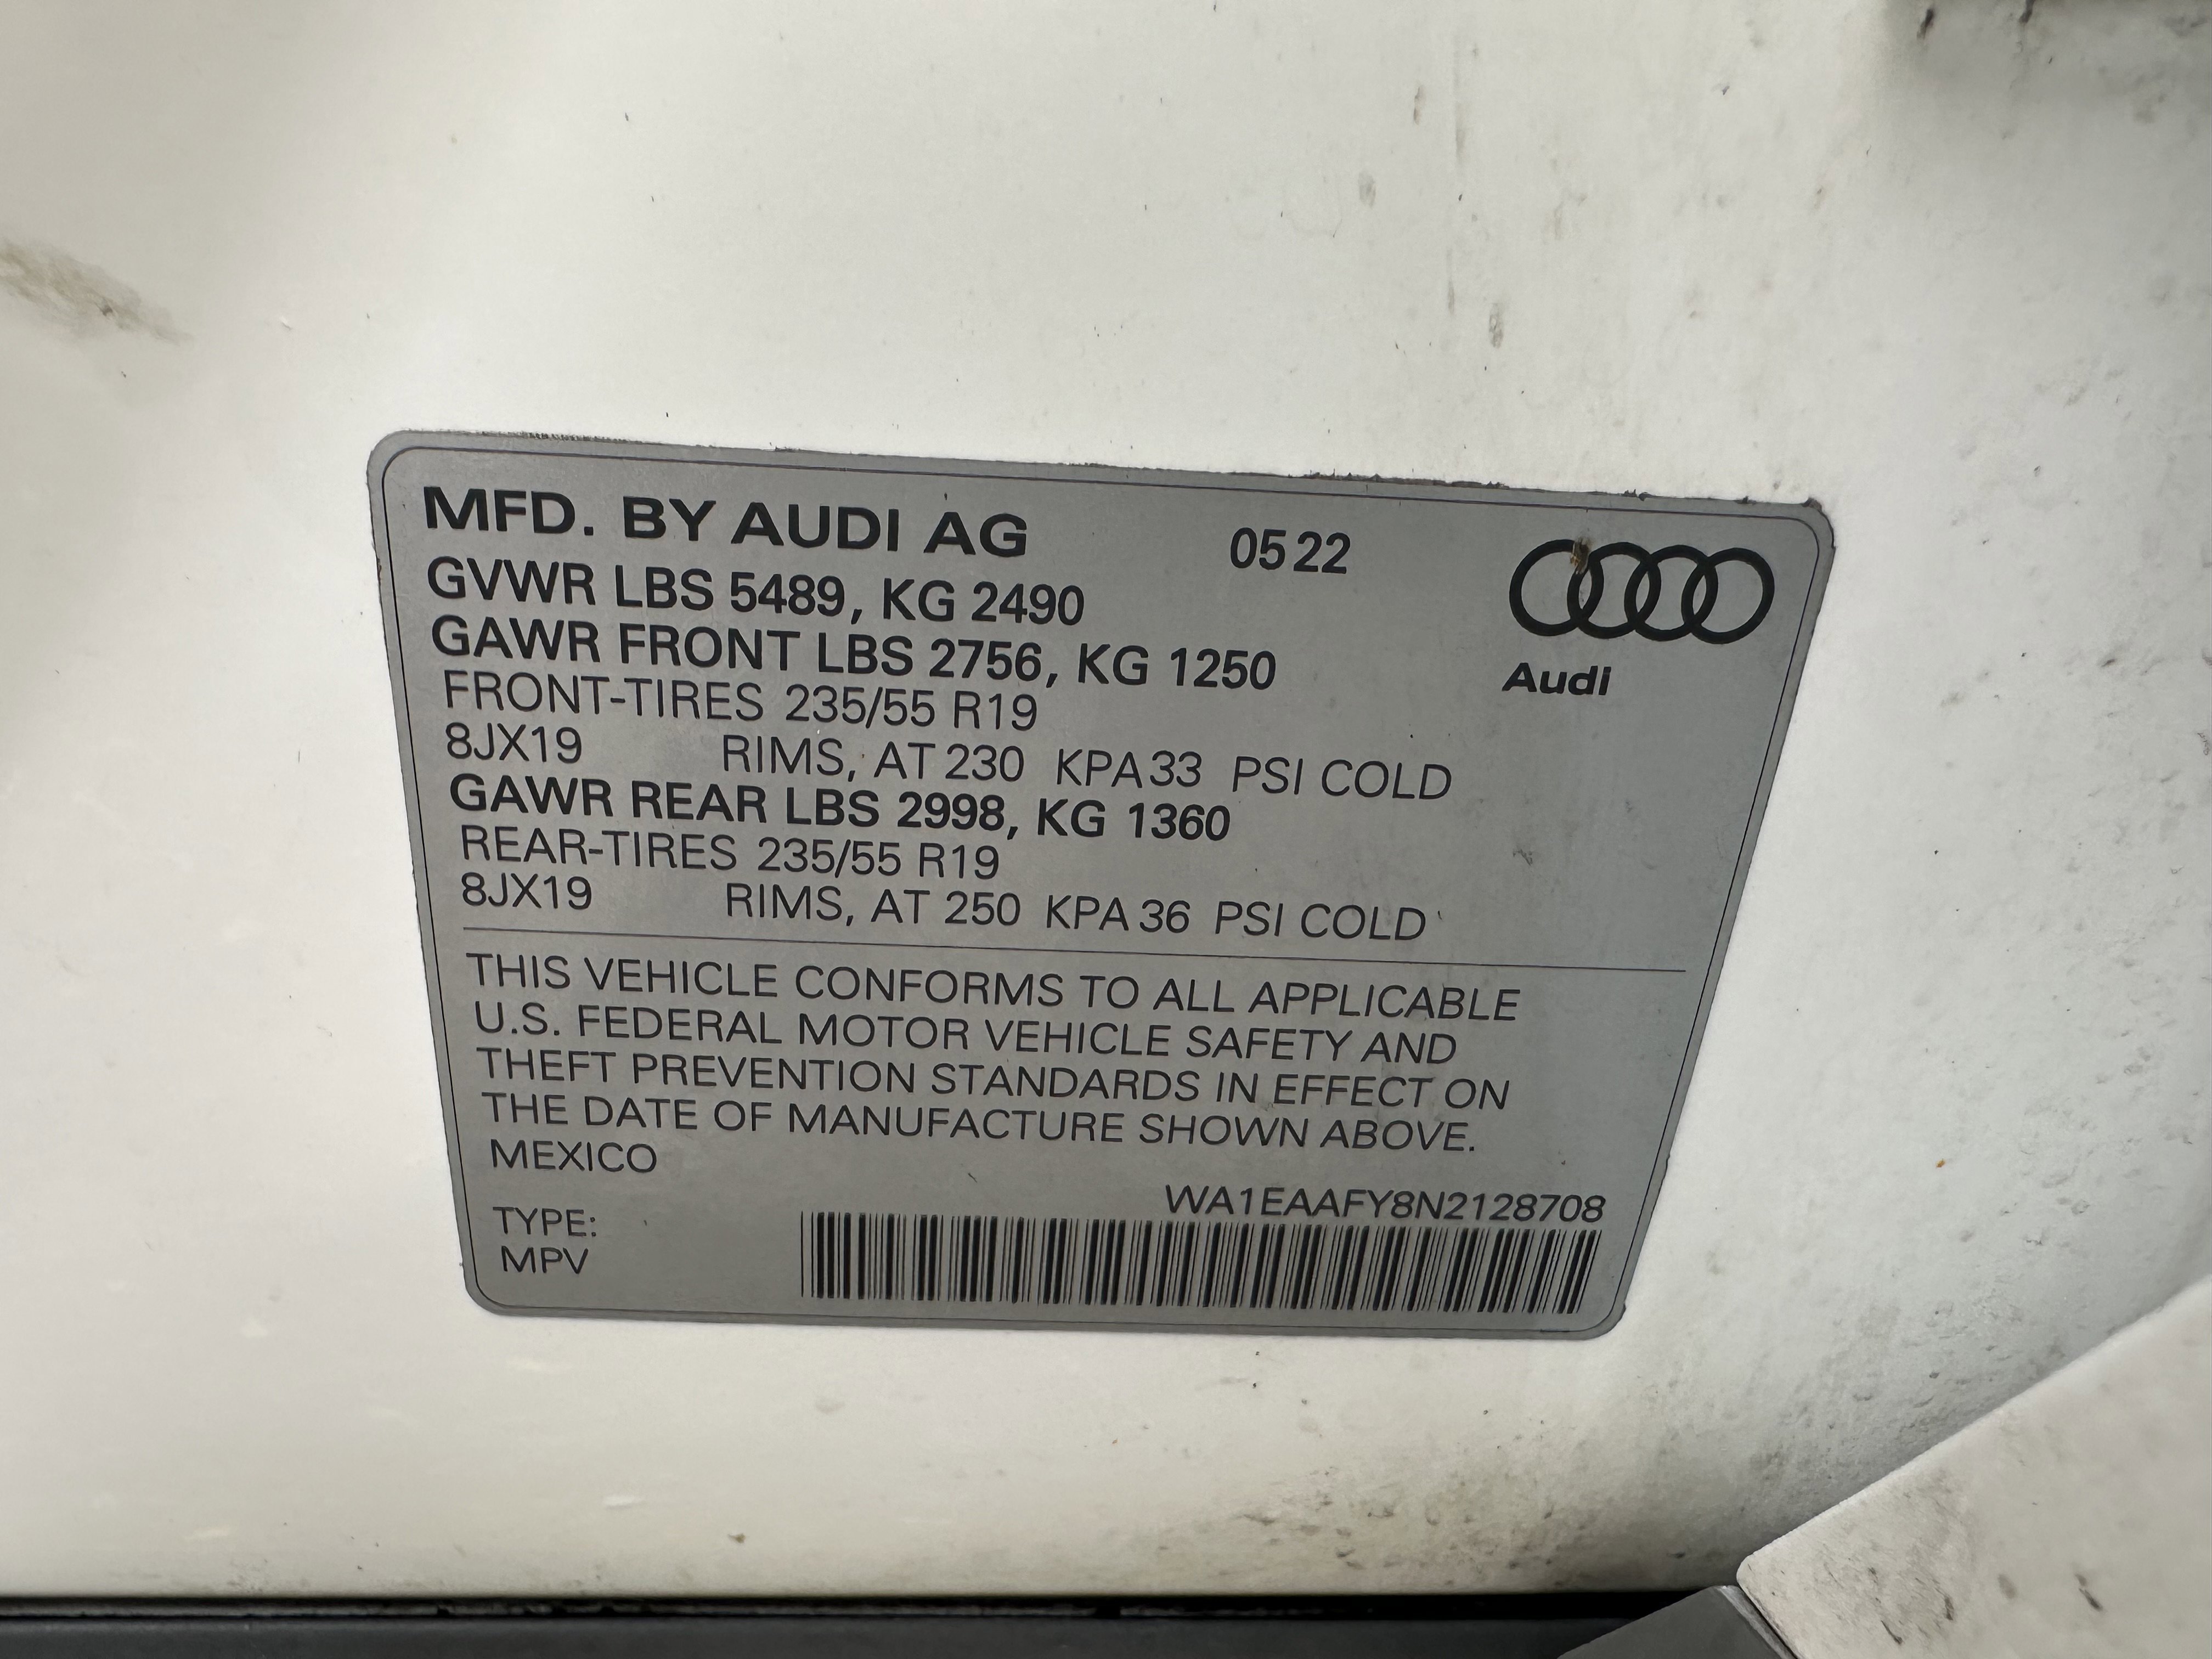 MFD. BY AUDI AG 05 22
GVWR LBS 5489, KG 2490
GAWR FRONT LBS 2756, KG 1250
Audi
FRONT-TIRES 235/55 R19
8JX19 RIMS, AT 230 KPA 33 PSI COLD
GAWR REAR LBS 2998, KG 1360
REAR-TIRES 235/55 R19
8JX19 RIMS, AT 250 KPA 36 PSI COLD
THIS VEHICLE CONFORMS TO ALL APPLICABLE
U.S. FEDERAL MOTOR VEHICLE SAFETY AND
THEFT PREVENTION STANDARDS IN EFFECT ON
THE DATE OF MANUFACTURE SHOWN ABOVE.
MEXICO
WA1EAAFY8N2128708
TYPE:
MPV